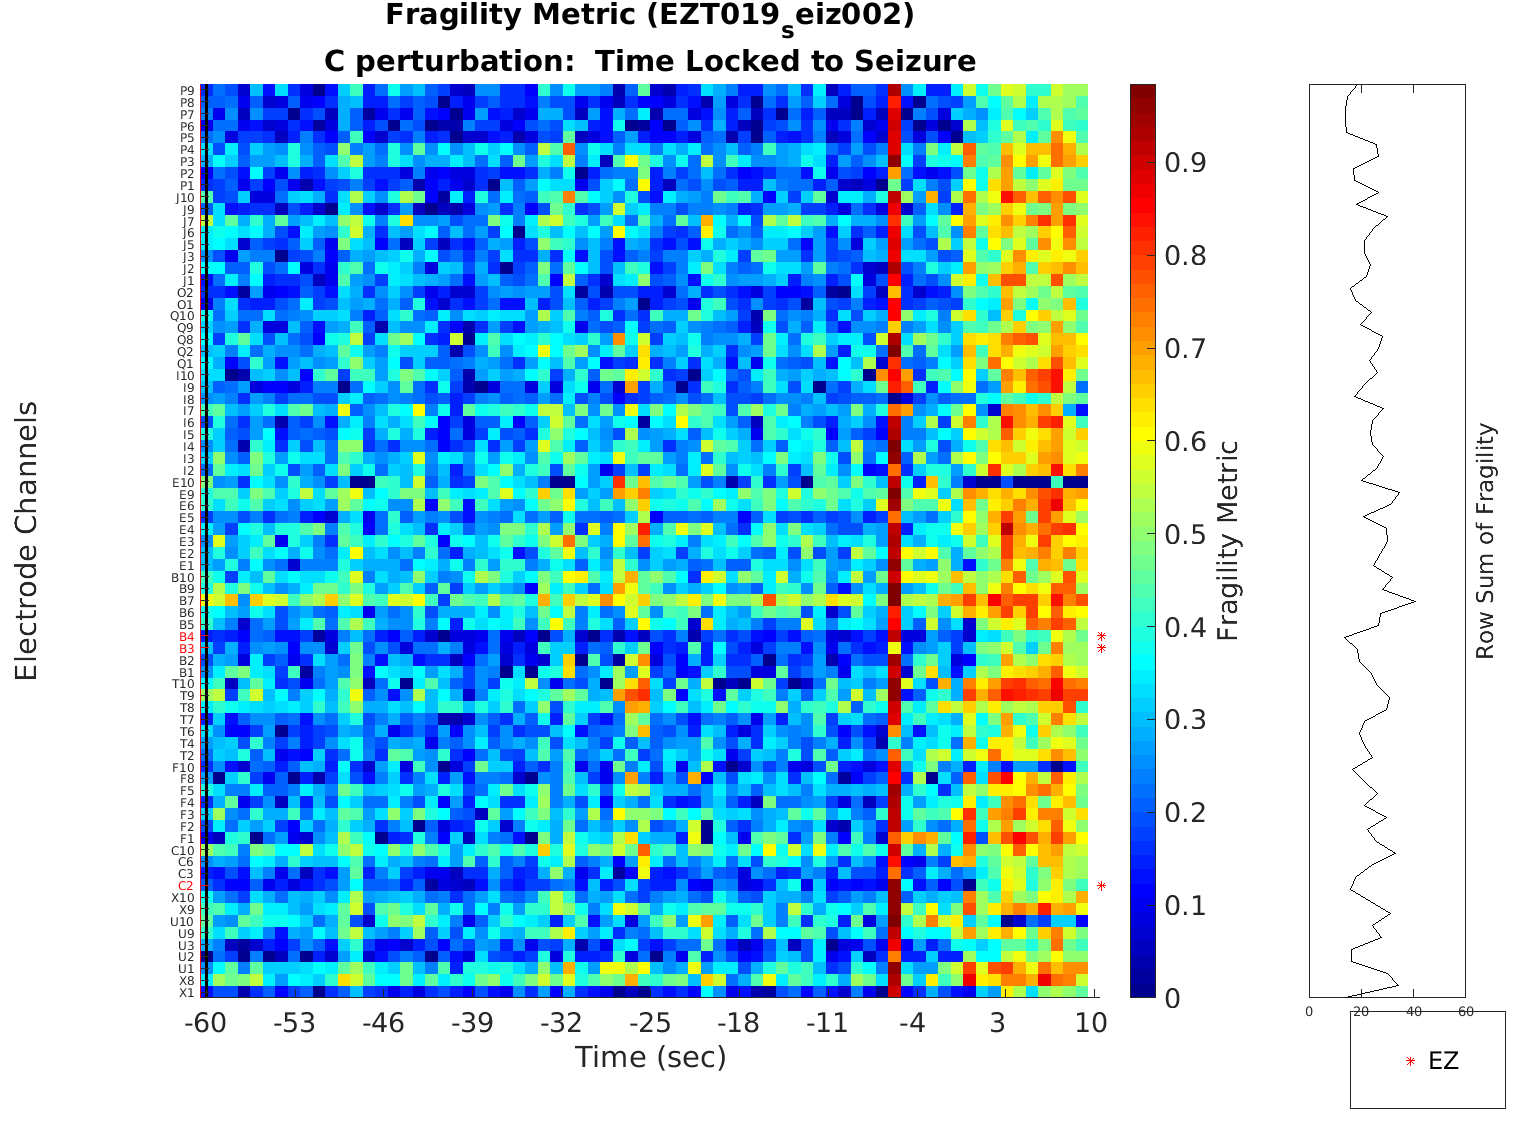 Fragility Metric (EZT019seiz002)
C perturbation:  Time Locked to Seizure
Electrode Channels
P9
P8
P7
P6
P5
P4
P3
P2
P1
J10
J9
J7
J6
J5
J3
J2
J1
O2
O1
Q10
Q9
Q8
Q2
Q1
I10
I9
I8
I7
I6
I5
I4
I3
I2
E10
E9
E6
E5
E4
E3
E2
E1
B10
B9
B7
B6
B5
B4
B3
B2
B1
T10
T9
T8
T7
T6
T4
T2
F10
F8
F5
F4
F3
F2
F1
C10
C6
C3
C2
X10
X9
U10
U9
U3
U2
U1
X8
X1
-60 -53 -46 -39 -32 -25 -18 -11 -4 3 10
Time (sec)
0.9
0.8
0.7
0.6
0.5
0.4
0.3
0.2
0.1
0
Fragility Metric
0 20 40 60
Row Sum of Fragility
EZ